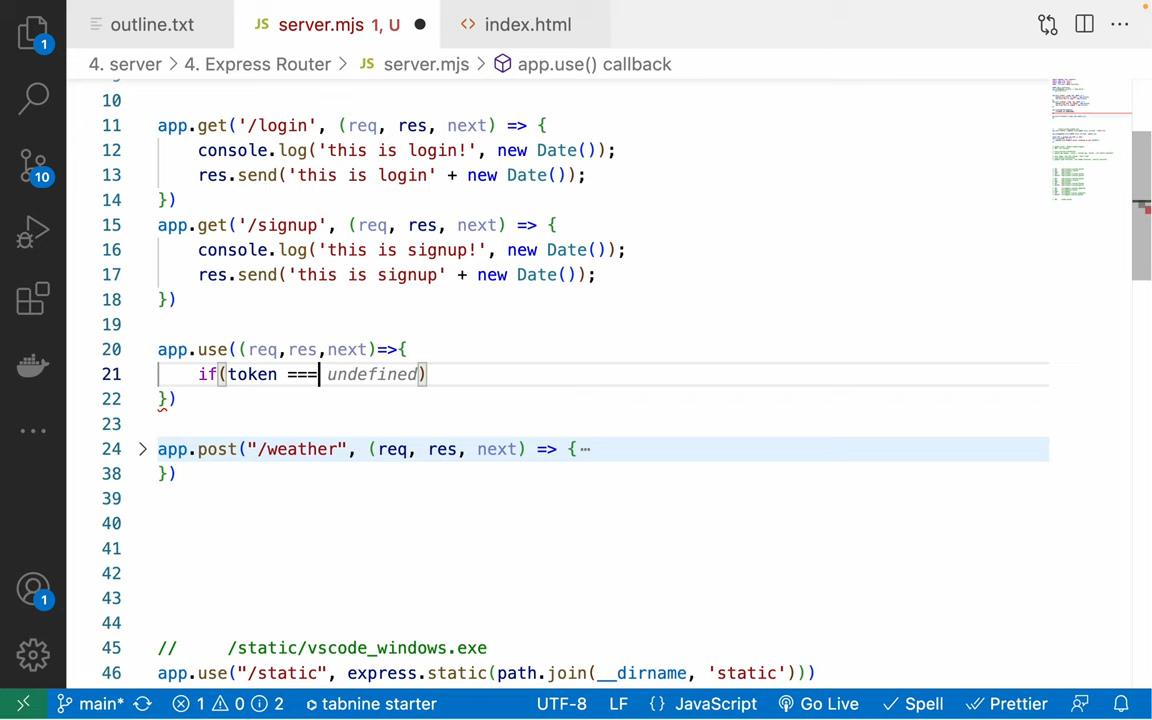 outline.txt
JS server.mjs 1, U
<> index.html
4. server > 4. Express Router > JS server.mjs > app.use() callback
10
11 app.get('/login', (req, res, next) => {
12 console.log('this is login!', new Date());
13 res.send('this is login' + new Date());
14 })
15 app.get('/signup', (req, res, next) => {
16 console.log('this is signup!', new Date());
17 res.send('this is signup' + new Date());
18 })
19
20 app.use((req,res,next)=>{
21 if(token === undefined)
22 })
23
24 > app.post("/weather", (req, res, next) => {⋯
38 })
39
40
41
42
43
44
45 // /static/vscode_windows.exe
46 app.use("/static", express.static(path.join(__dirname, 'static')))
1
10
1
main* 1 0 2 tabnine starter UTF-8 LF {} JavaScript Go Live Spell Prettier